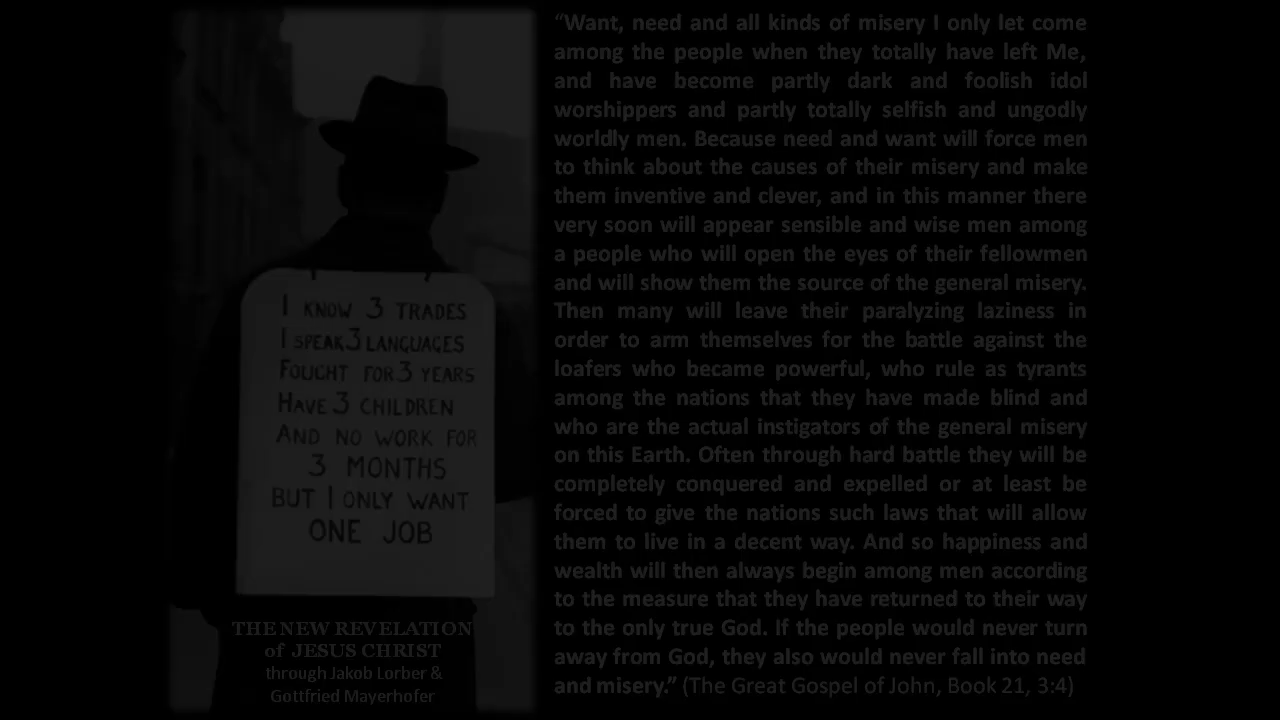 I KNOW 3 TRADES
I SPEAK 3 LANGUAGES
FOUGHT FOR 3 YEARS
HAVE 3 CHILDREN
AND NO WORK FOR
3 MONTHS
BUT I ONLY WANT
ONE JOB
THE NEW REVELATION
of JESUS CHRIST
through Jakob Lorber &
Gottfried Mayerhofer
“Want, need and all kinds of misery I only let come
among the people when they totally have left Me,
and have become partly dark and foolish idol
worshippers and partly totally selfish and ungodly
worldly men. Because need and want will force men
to think about the causes of their misery and make
them inventive and clever, and in this manner there
very soon will appear sensible and wise men among
a people who will open the eyes of their fellowmen
and will show them the source of the general misery.
Then many will leave their paralyzing laziness in
order to arm themselves for the battle against the
loafers who became powerful, who rule as tyrants
among the nations that they have made blind and
who are the actual instigators of the general misery
on this Earth. Often through hard battle they will be
completely conquered and expelled or at least be
forced to give the nations such laws that will allow
them to live in a decent way. And so happiness and
wealth will then always begin among men according
to the measure that they have returned to their way
to the only true God. If the people would never turn
away from God, they also would never fall into need
and misery.” (The Great Gospel of John, Book 21, 3:4)